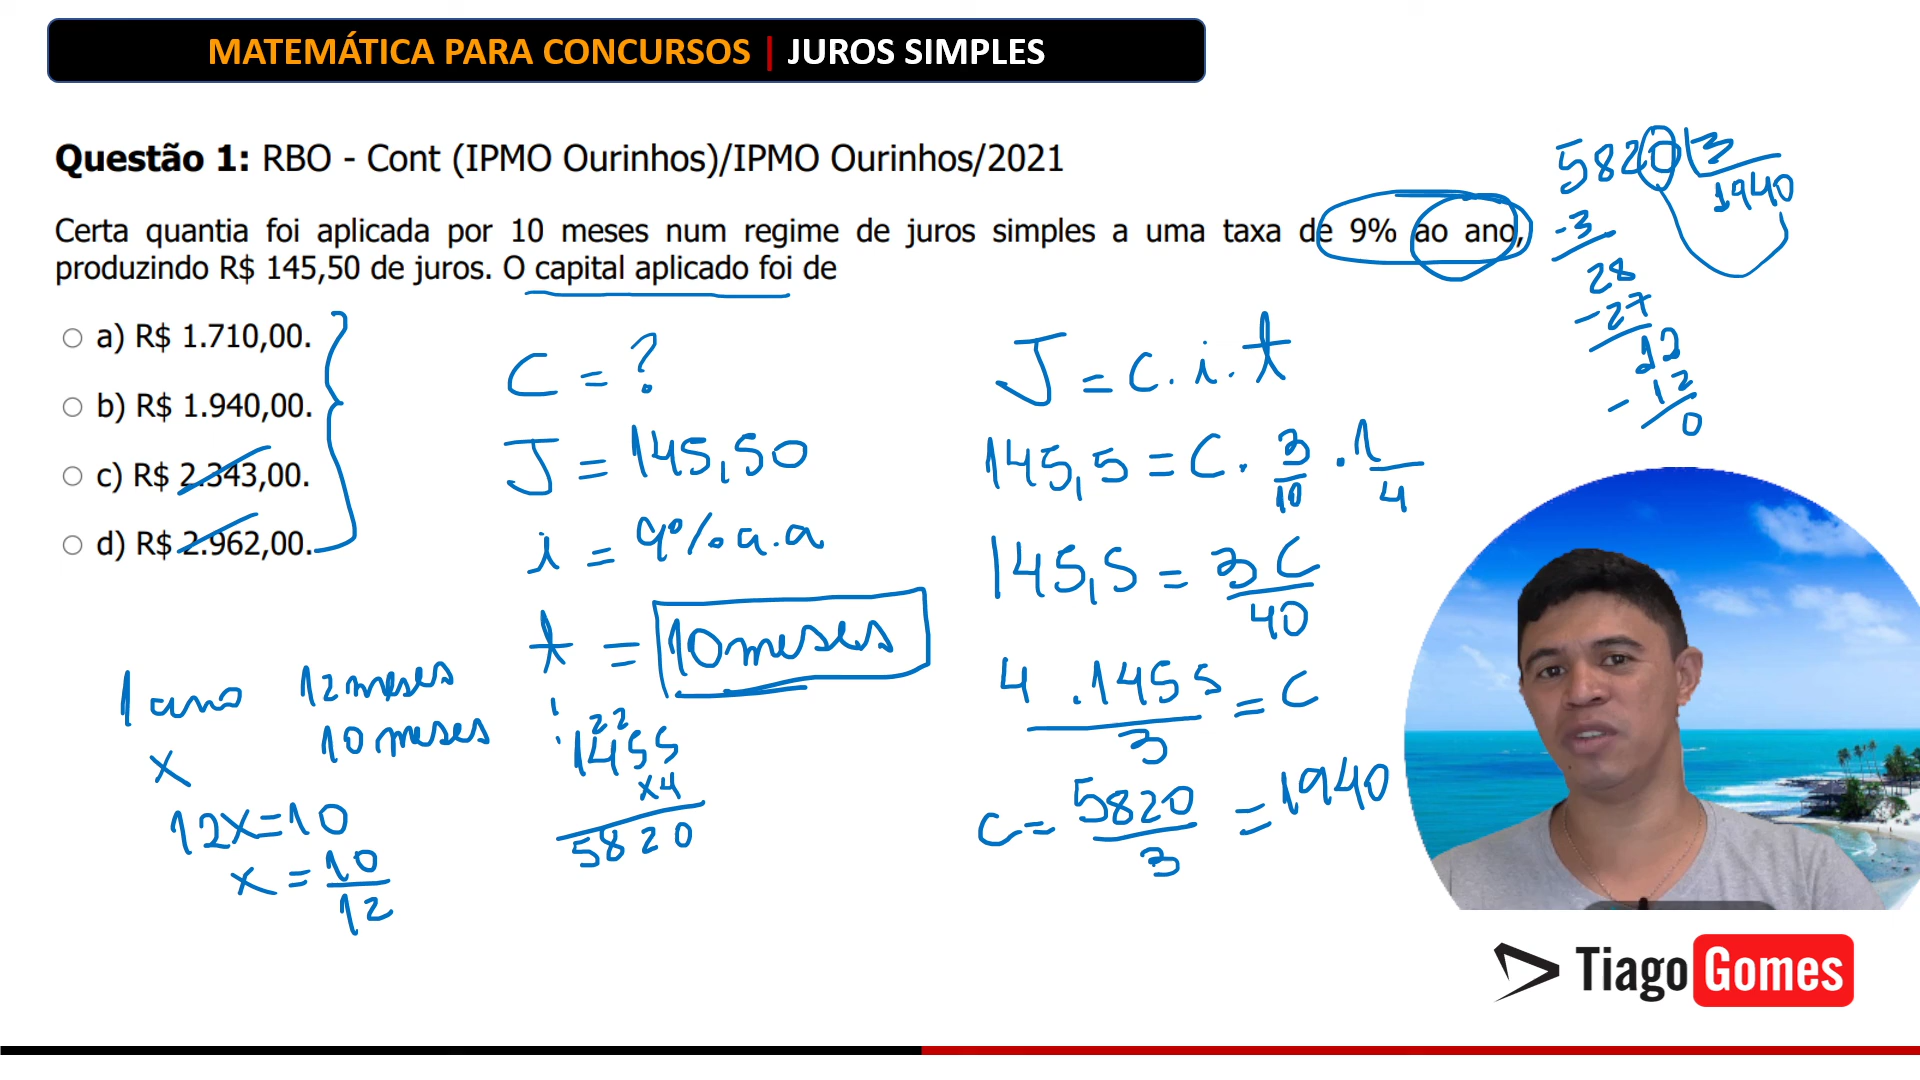 MATEMÁTICA PARA CONCURSOS | JUROS SIMPLES
Questão 1: RBO - Cont (IPMO Ourinhos)/IPMO Ourinhos/2021
Certa quantia foi aplicada por 10 meses num regime de juros simples a uma taxa de 9% ao ano,
produzindo R$ 145,50 de juros. O capital aplicado foi de
a) R$ 1.710,00.
b) R$ 1.940,00.
c) R$ 2.343,00.
d) R$ 2.962,00.
C = ?
J = 145,50
i = 9% a.a
t = 10 meses
1 ano 12 meses
x 10 meses
12x=10
x = 10
12
22
1455
x4
5820
J = C . i . t
145,5 = C . 3/10 . 1/4
145,5 = 3C
40
4 . 1455 = C
3
C = 5820 = 1940
3
5820 3
1940
-3
28
-27
12
-12
0
Tiago Gomes